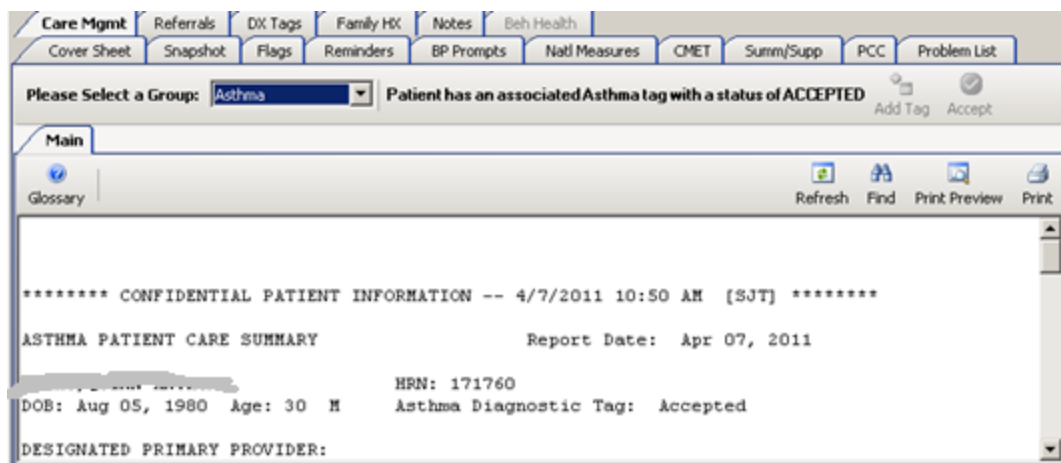 Care Mgmt Referrals DX Tags Family HX Notes Beh Health
Cover Sheet Snapshot Flags Reminders BP Prompts Natl Measures CMET Summ/Supp PCC Problem List
Please Select a Group: Asthma Patient has an associated Asthma tag with a status of ACCEPTED Add Tag Accept
Main
Glossary Refresh Find Print Preview Print
******** CONFIDENTIAL PATIENT INFORMATION -- 4/7/2011 10:50 AM [SJT] ********
ASTHMA PATIENT CARE SUMMARY Report Date: Apr 07, 2011
HRN: 171760
DOB: Aug 05, 1980 Age: 30 M Asthma Diagnostic Tag: Accepted
DESIGNATED PRIMARY PROVIDER: